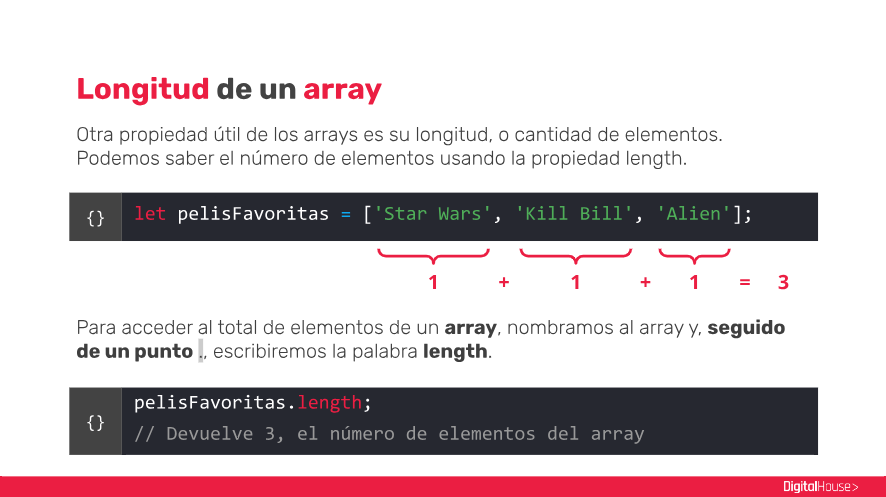 Longitud de un array
Otra propiedad útil de los arrays es su longitud, o cantidad de elementos.
Podemos saber el número de elementos usando la propiedad length.
{} let pelisFavoritas = ['Star Wars', 'Kill Bill', 'Alien'];
1 + 1 + 1 = 3
Para acceder al total de elementos de un array, nombramos al array y, seguido
de un punto ., escribiremos la palabra length.
pelisFavoritas.length;
{}
// Devuelve 3, el número de elementos del array
DigitalHouse>